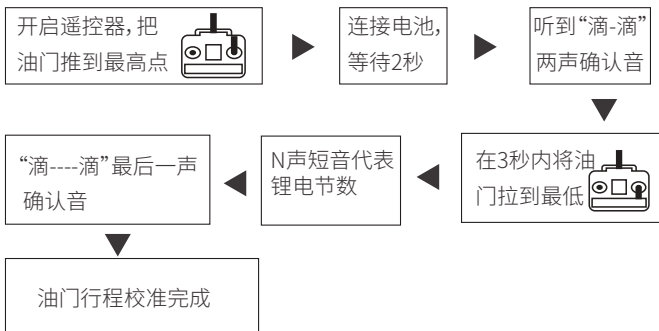 开启遥控器，把
油门推到最高点
连接电池，
等待2秒
听到“滴-滴”
两声确认音
在3秒内将油
门拉到最低
N声短音代表
锂电节数
“滴----滴”最后一声
确认音
油门行程校准完成